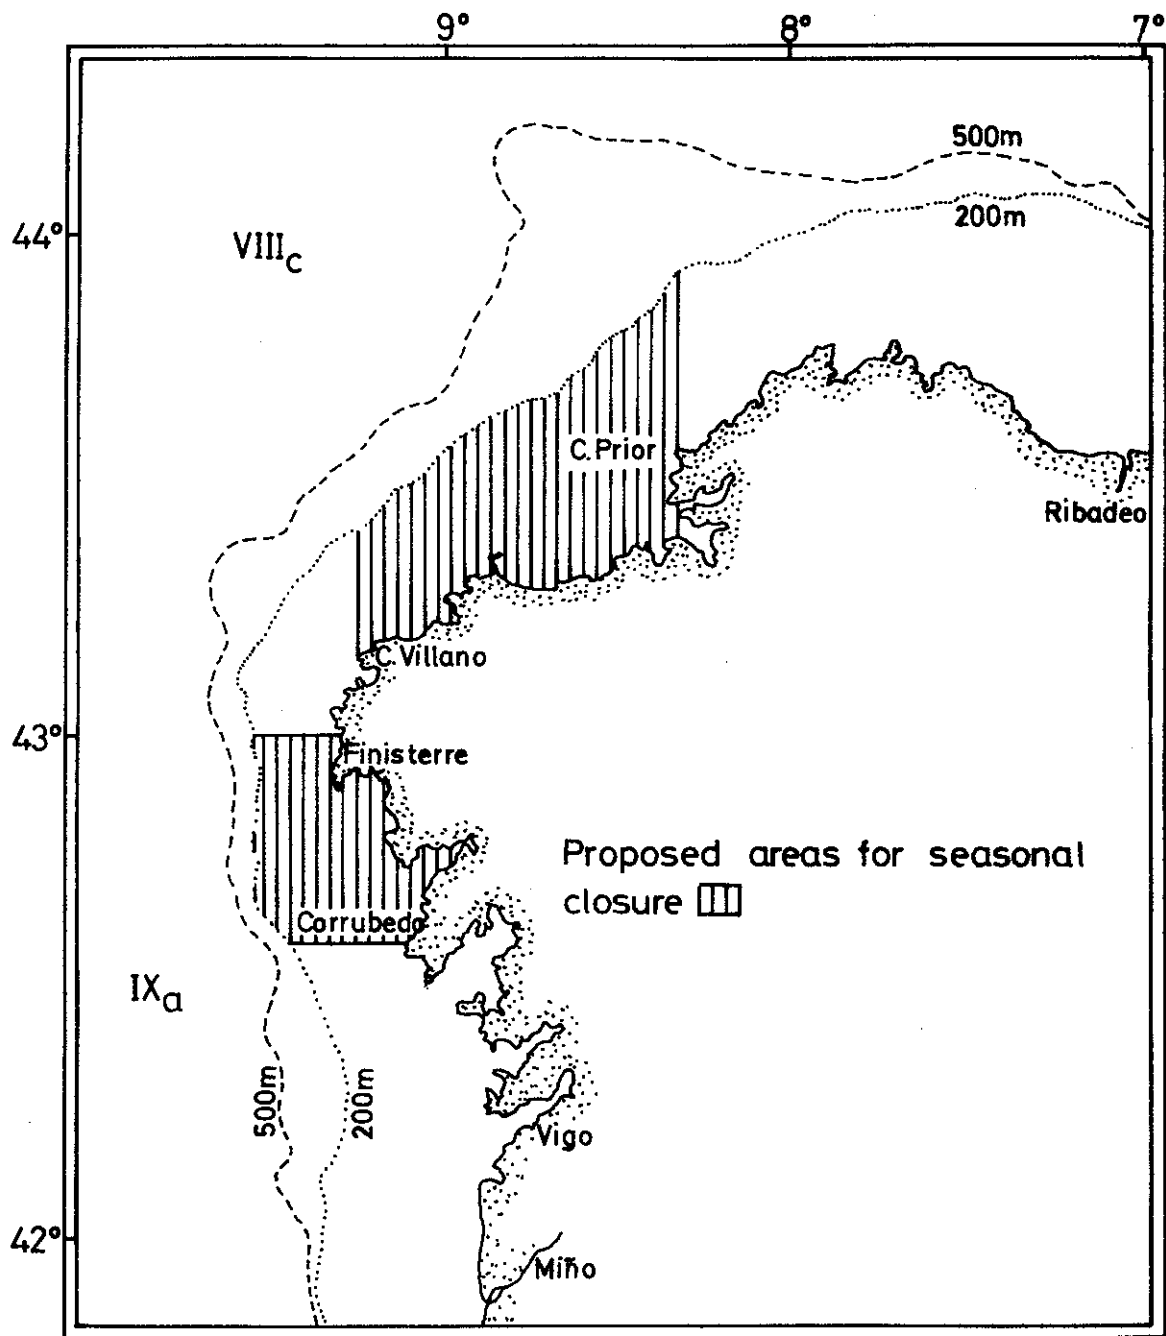 9° 8° 7°
500m
200m
44°
VIIIc
C.Prior
Ribadeo
C.Villano
43°
Finisterre
Proposed areas for seasonal
closure
Corrubedo
IXa
500m
200m
Vigo
42°
Miño